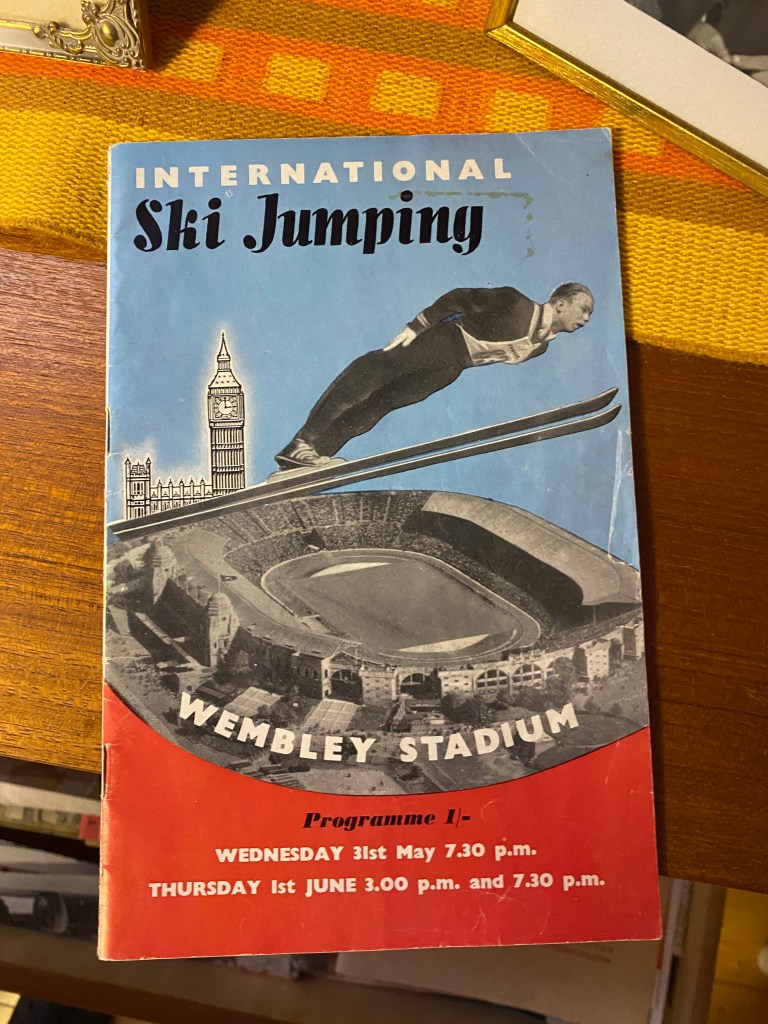 INTERNATIONAL
Ski Jumping
WEMBLEY STADIUM
Programme 1/-
WEDNESDAY 31st May 7.30 p.m.
THURSDAY 1st JUNE 3.00 p.m. and 7.30 p.m.